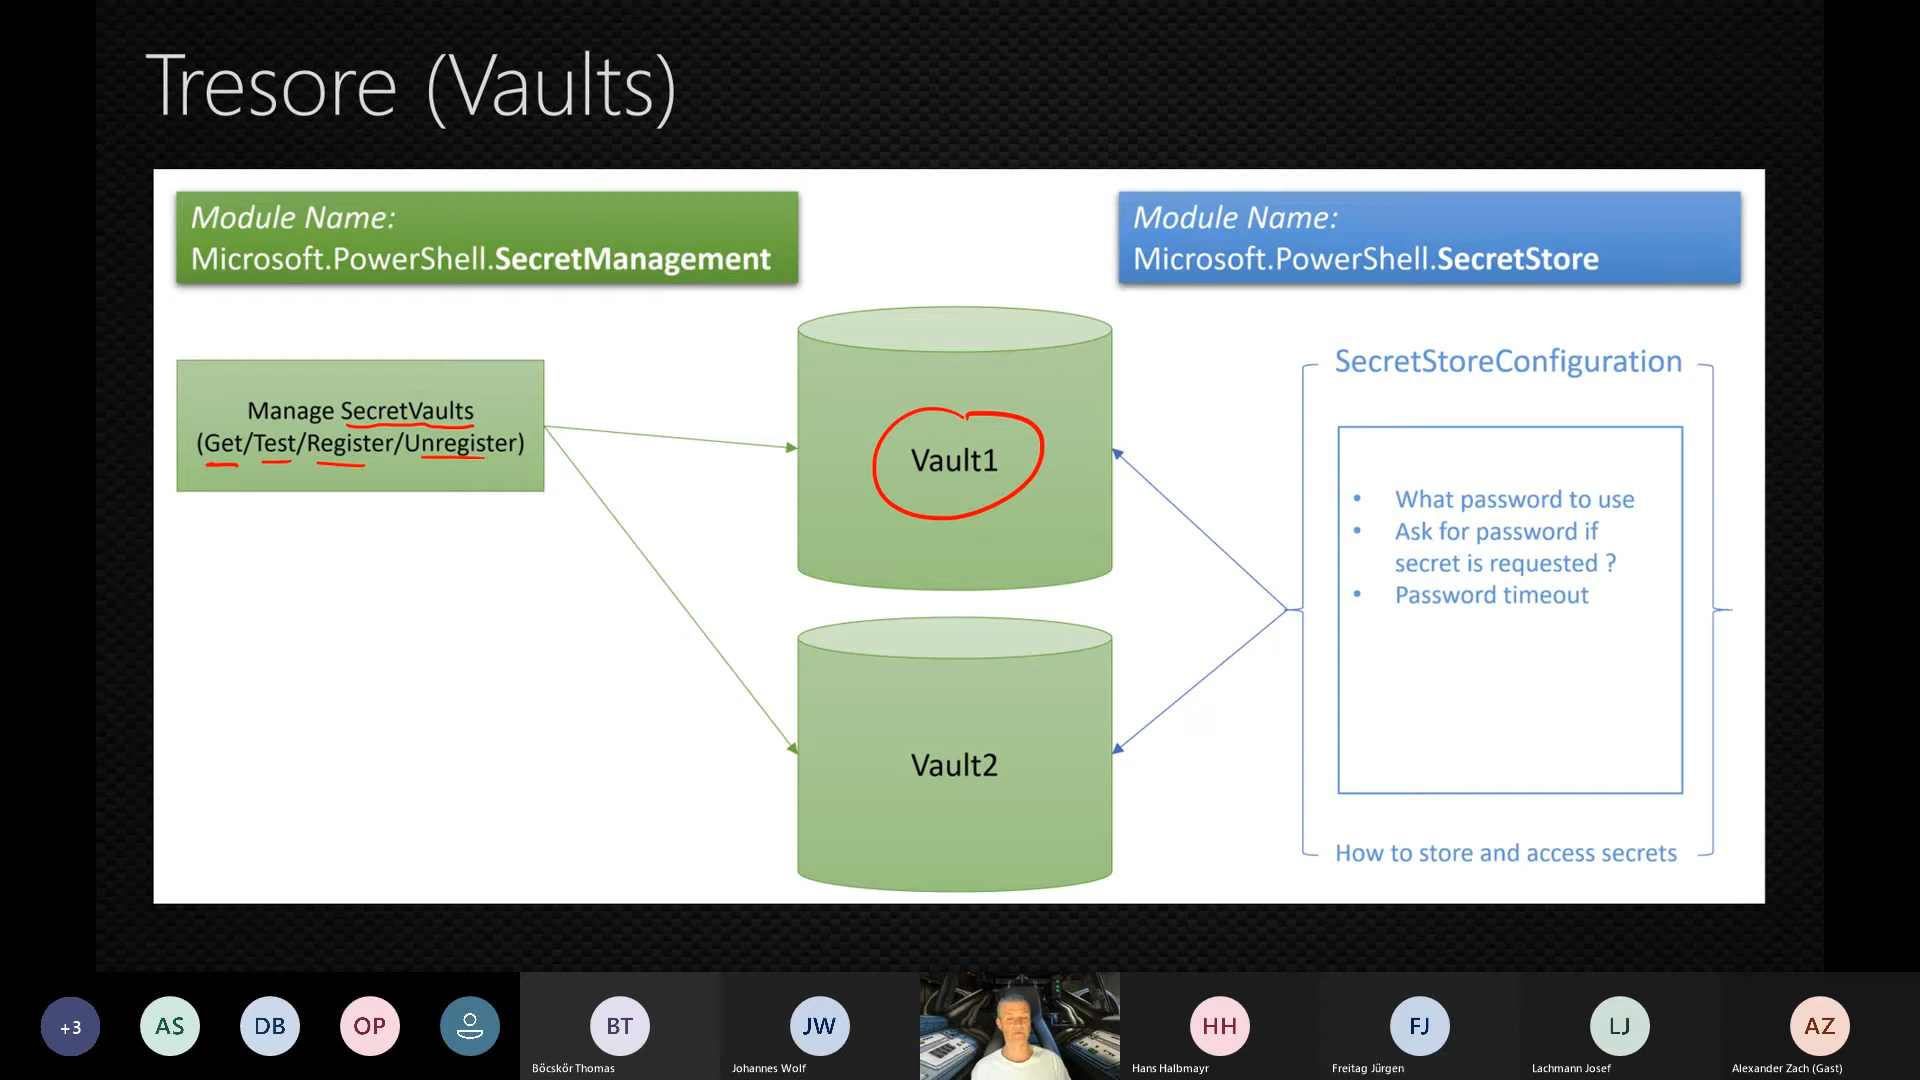 Tresore (Vaults)
Module Name:
Microsoft.PowerShell.SecretManagement
Module Name:
Microsoft.PowerShell.SecretStore
Manage SecretVaults
(Get/Test/Register/Unregister)
Vault1
Vault2
SecretStoreConfiguration
• What password to use
• Ask for password if
secret is requested ?
• Password timeout
How to store and access secrets
+3
AS
DB
OP
BT
Böcskör Thomas
JW
Johannes Wolf
HH
Hans Halbmayr
FJ
Freitag Jürgen
LJ
Lachmann Josef
AZ
Alexander Zach (Gast)